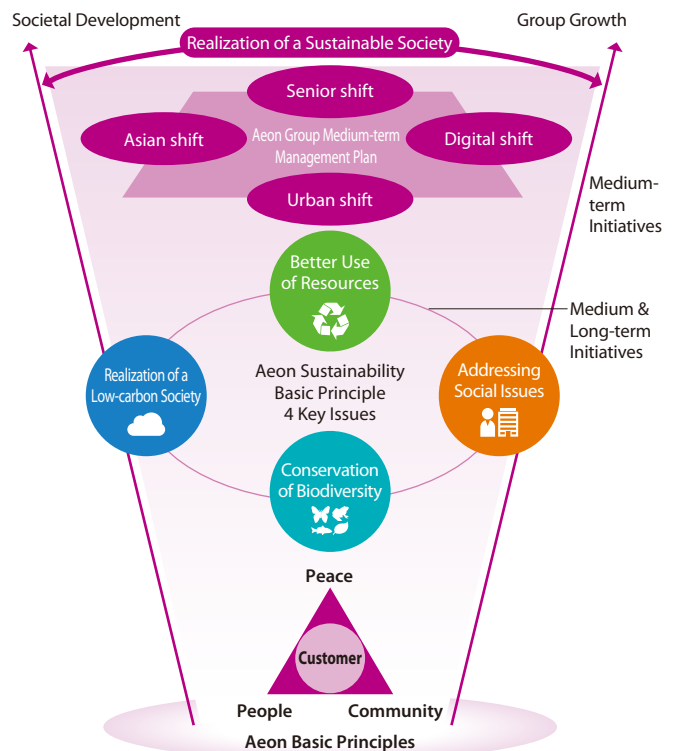 Societal Development
Group Growth
Realization of a Sustainable Society
Senior shift
Asian shift
Aeon Group Medium-term
Management Plan
Digital shift
Urban shift
Medium-
term
Initiatives
Better Use
of Resources
Medium &
Long-term
Initiatives
Realization of a
Low-carbon Society
Aeon Sustainability
Basic Principle
4 Key Issues
Addressing
Social Issues
Conservation
of Biodiversity
Peace
Customer
People
Community
Aeon Basic Principles